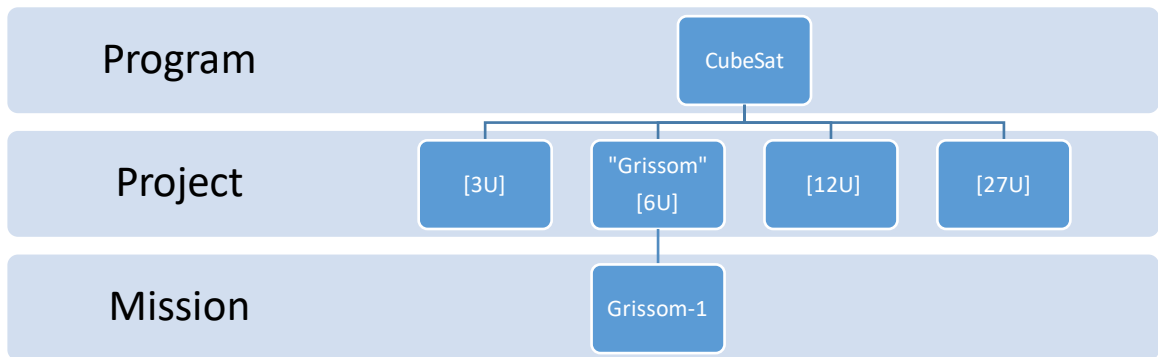 Program
CubeSat
Project
[3U]
"Grissom"
[6U]
[12U]
[27U]
Mission
Grissom-1